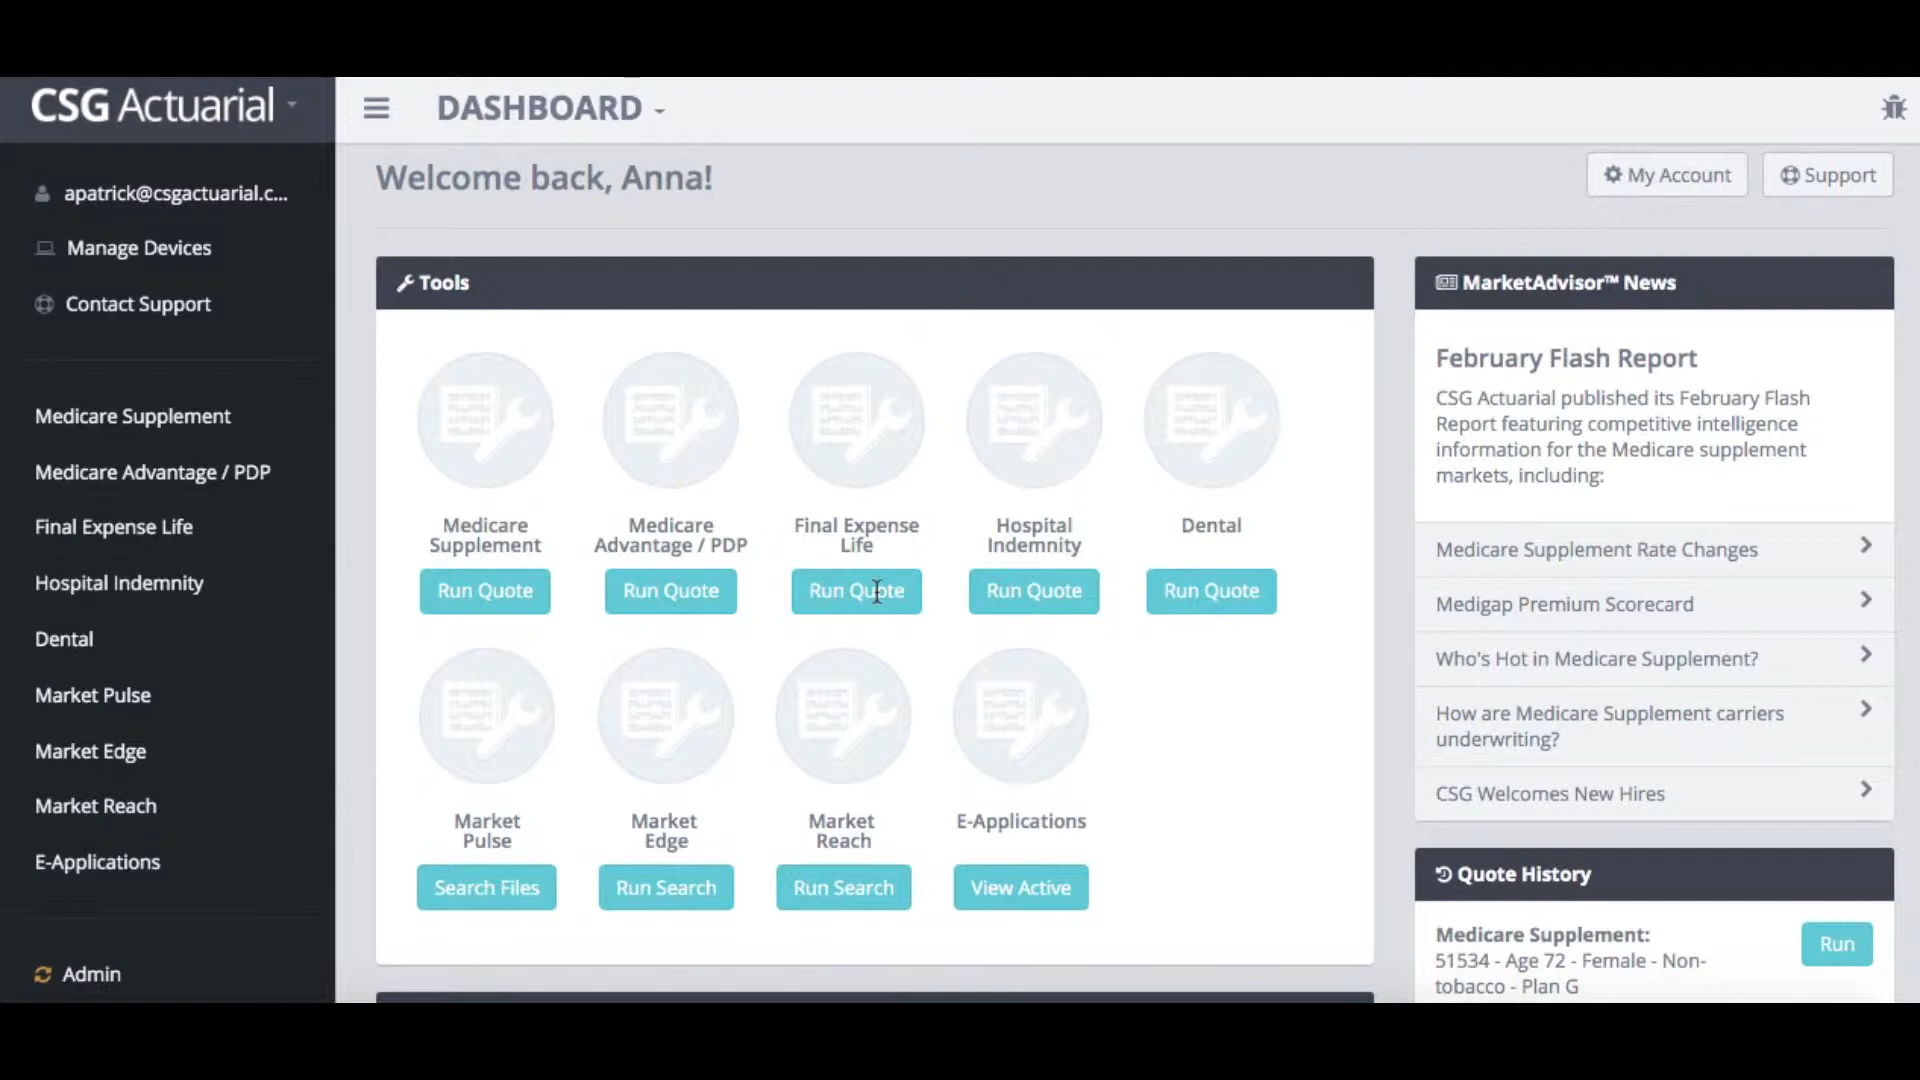 CSG Actuarial
DASHBOARD
apatrick@csgactuarial.c...
Manage Devices
Contact Support
Medicare Supplement
Medicare Advantage / PDP
Final Expense Life
Hospital Indemnity
Dental
Market Pulse
Market Edge
Market Reach
E-Applications
Admin
Welcome back, Anna!
My Account
Support
Tools
Medicare
Supplement
Run Quote
Medicare
Advantage / PDP
Run Quote
Final Expense
Life
Run Quote
Hospital
Indemnity
Run Quote
Dental
Run Quote
Market
Pulse
Search Files
Market
Edge
Run Search
Market
Reach
Run Search
E-Applications
View Active
MarketAdvisor™ News
February Flash Report
CSG Actuarial published its February Flash
Report featuring competitive intelligence
information for the Medicare supplement
markets, including:
Medicare Supplement Rate Changes
Medigap Premium Scorecard
Who's Hot in Medicare Supplement?
How are Medicare Supplement carriers
underwriting?
CSG Welcomes New Hires
Quote History
Medicare Supplement:
51534 - Age 72 - Female - Non-
tobacco - Plan G
Run